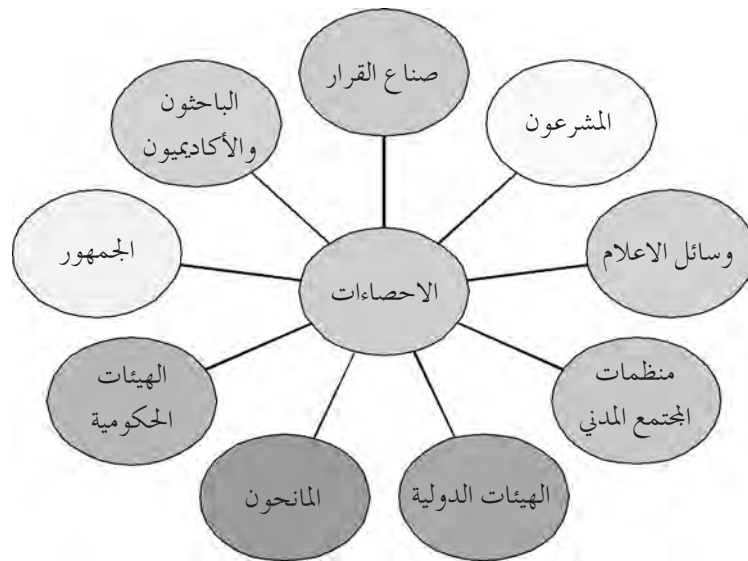 صناع القرار
المشرعون
وسائل الاعلام
منظمات
المجتمع المدني
الهيئات الدولية
المانحون
الهيئات
الحكومية
الجمهور
الباحثون
والأكاديميون
الاحصاءات